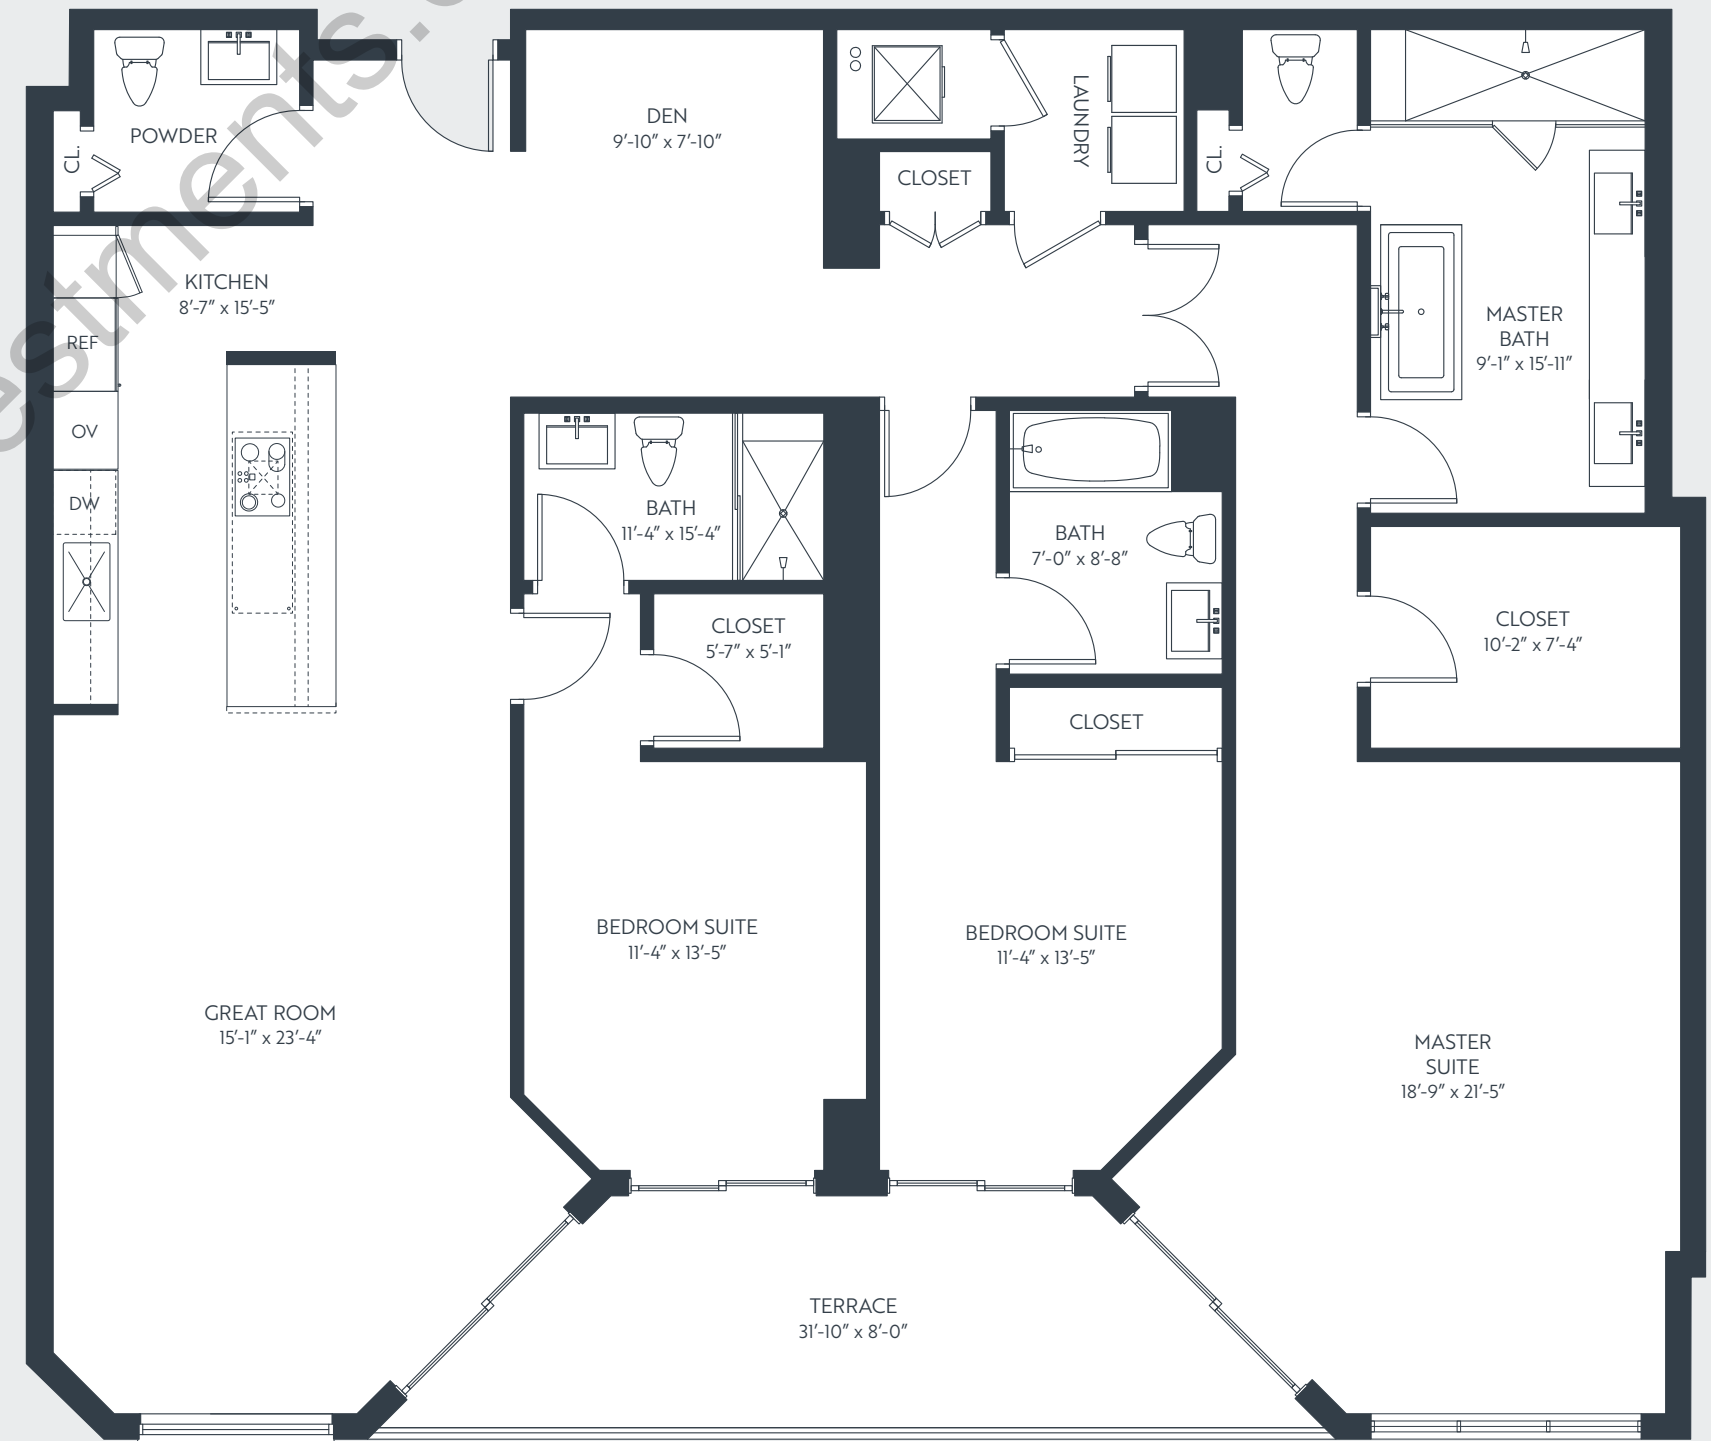 POWDER
CL.
DEN
9'-10" x 7'-10"
LAUNDRY
CLOSET
CL.
KITCHEN
8'-7" x 15'-5"
REF
OV
DW
MASTER
BATH
9'-1" x 15'-11"
BATH
11'-4" x 15'-4"
BATH
7'-0" x 8'-8"
CLOSET
5'-7" x 5'-1"
CLOSET
10'-2" x 7'-4"
CLOSET
BEDROOM SUITE
11'-4" x 13'-5"
BEDROOM SUITE
11'-4" x 13'-5"
GREAT ROOM
15'-1" x 23'-4"
MASTER
SUITE
18'-9" x 21'-5"
TERRACE
31'-10" x 8'-0"
estments.